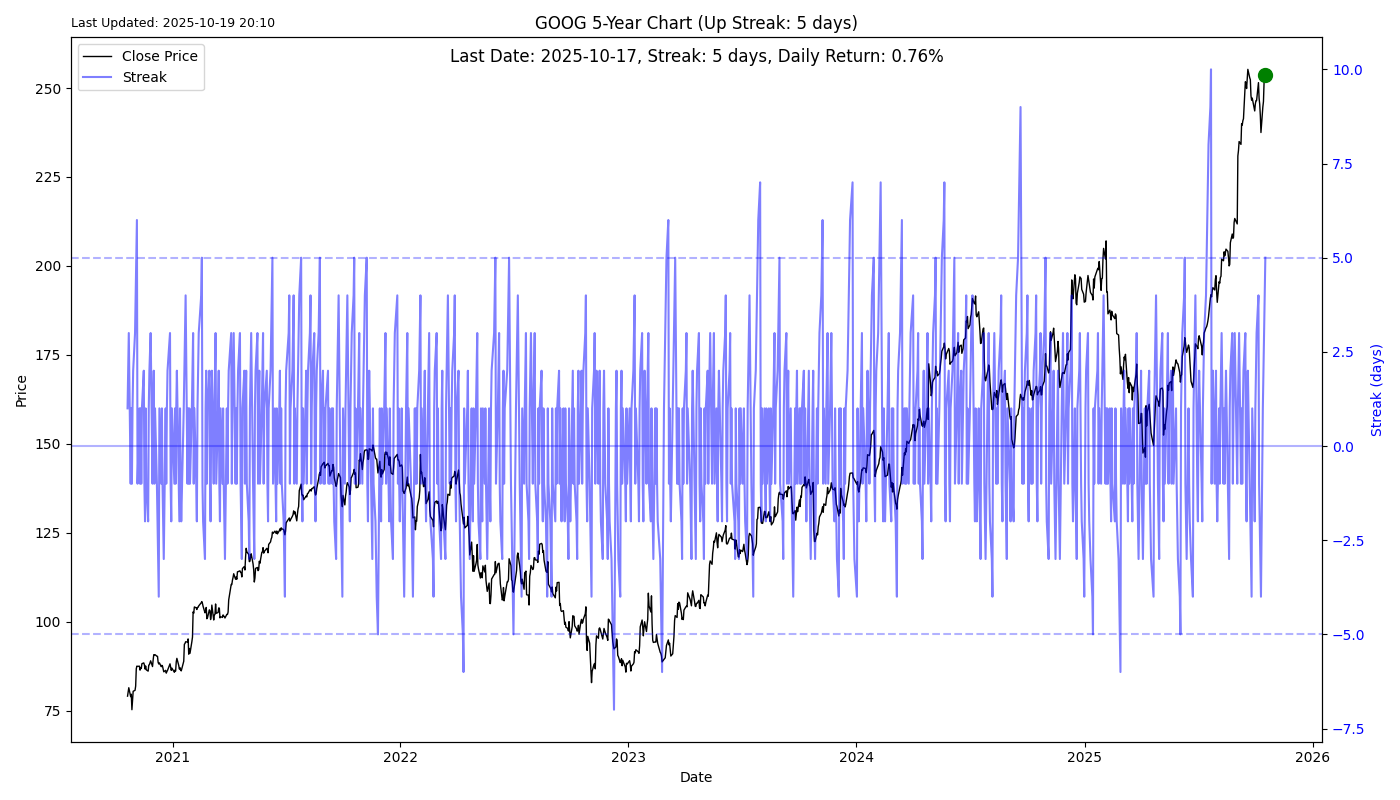 Last Updated: 2025-10-19 20:10
GOOG 5-Year Chart (Up Streak: 5 days)
Last Date: 2025-10-17, Streak: 5 days, Daily Return: 0.76%
Close Price
Streak
250
225
200
175
150
125
100
75
Price
10.0
7.5
5.0
2.5
0.0
−2.5
−5.0
−7.5
Streak (days)
2021
2022
2023
2024
2025
2026
Date